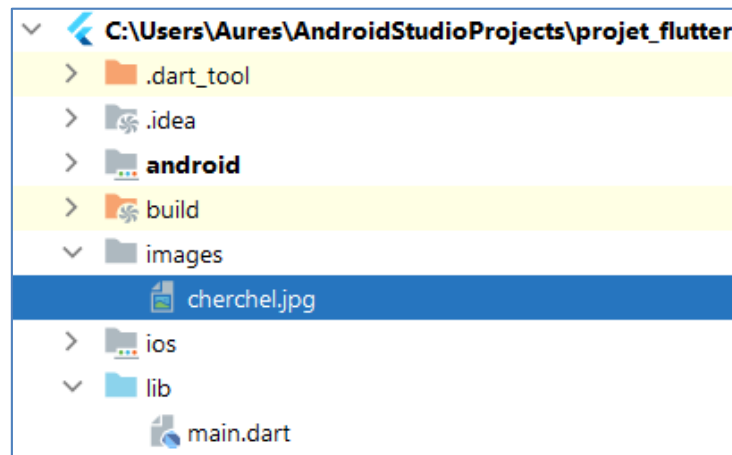 C:\Users\Aures\AndroidStudioProjects\projet_flutter
.dart_tool
.idea
android
build
images
cherchel.jpg
ios
lib
main.dart